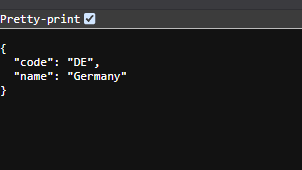 Pretty-print
{
  "code": "DE",
  "name": "Germany"
}